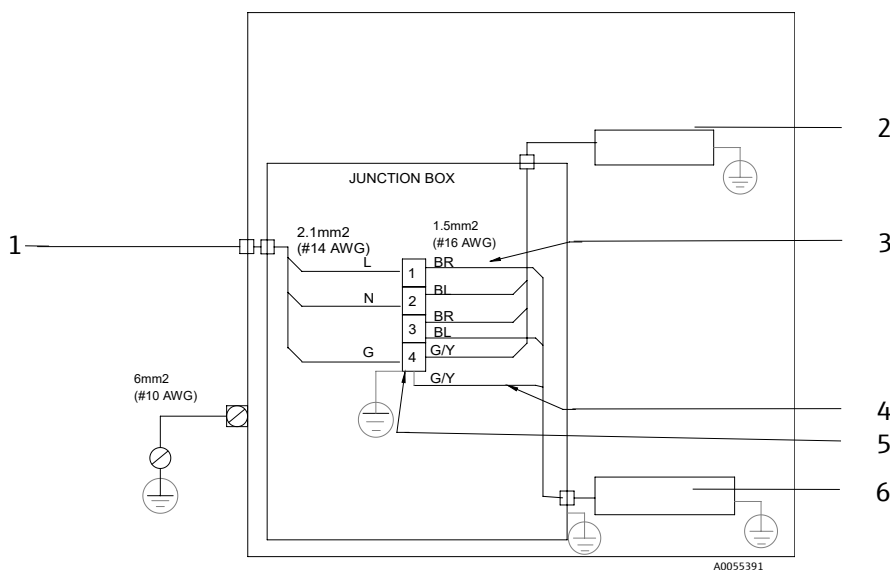 2
JUNCTION BOX
1
2.1mm2
(#14 AWG)
1.5mm2
(#16 AWG)
3
L
1
BR
N
2
BL
BR
3
BL
G
4
G/Y
G/Y
6mm2
(#10 AWG)
4
5
6
A0055391